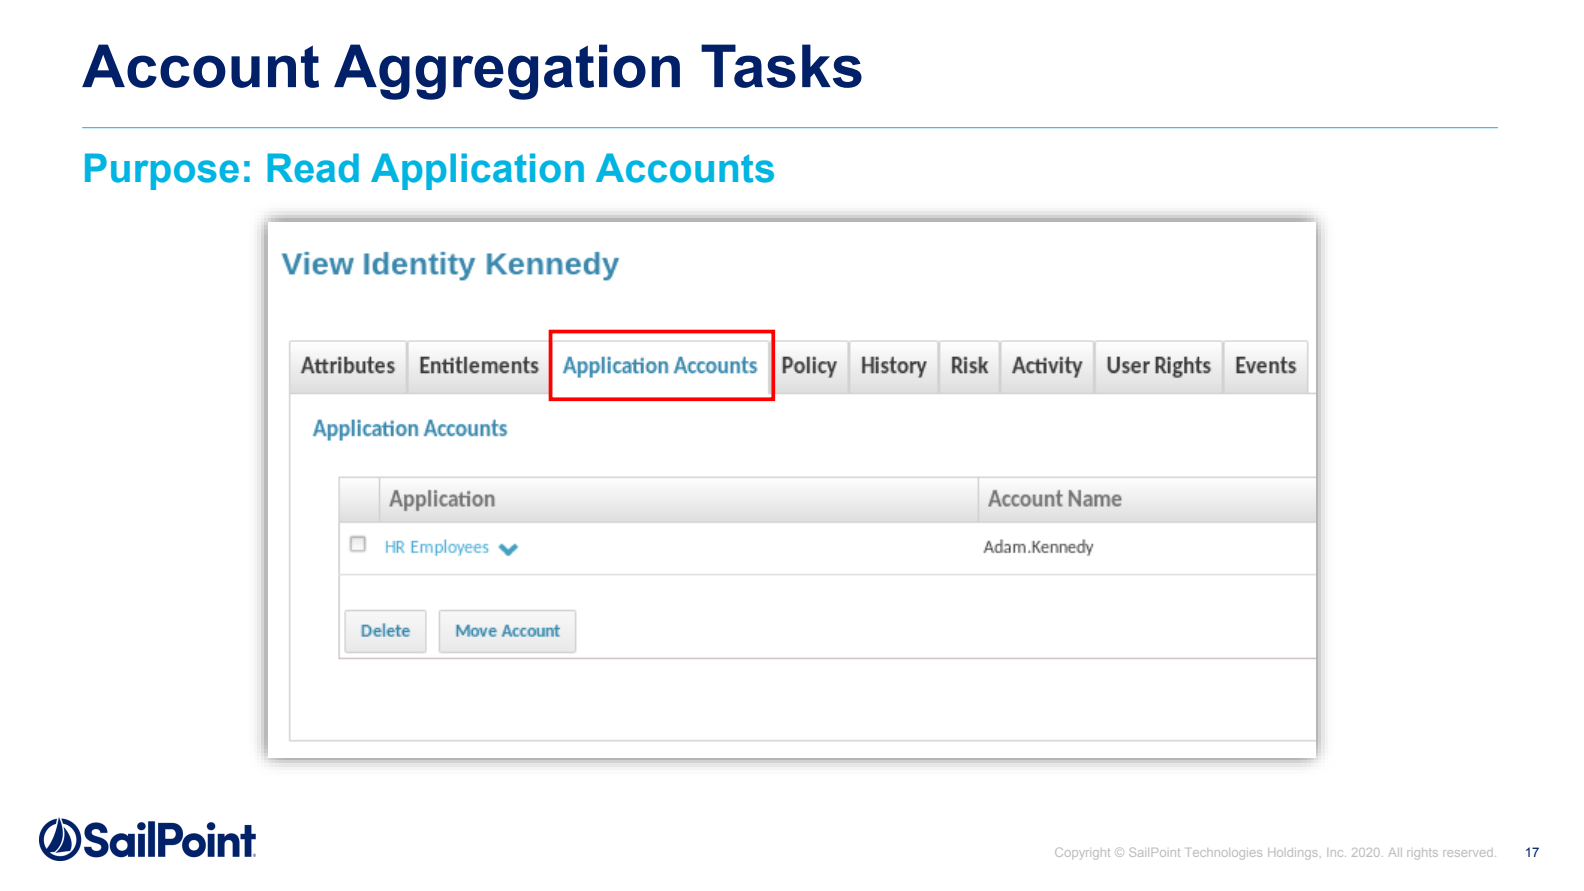 Account Aggregation Tasks
Purpose: Read Application Accounts
View Identity Kennedy
Attributes Entitlements Application Accounts Policy History Risk Activity User Rights Events
Application Accounts
Application Account Name
HR Employees Adam.Kennedy
Delete Move Account
SailPoint
Copyright © SailPoint Technologies Holdings, Inc. 2020. All rights reserved. 17